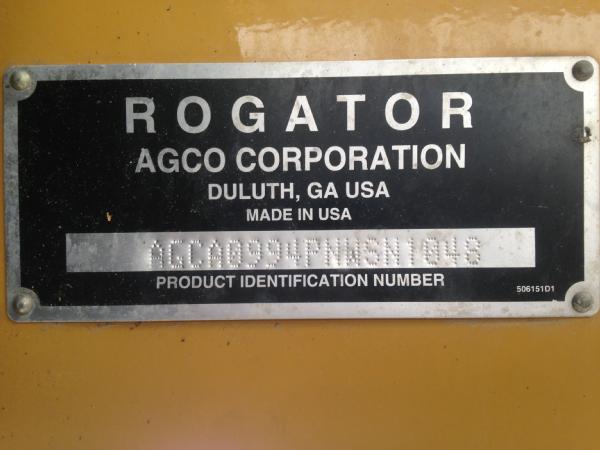 ROGATOR
AGCO CORPORATION
DULUTH, GA USA
MADE IN USA
AGCA0994PNWSN1048
PRODUCT IDENTIFICATION NUMBER
506151D1